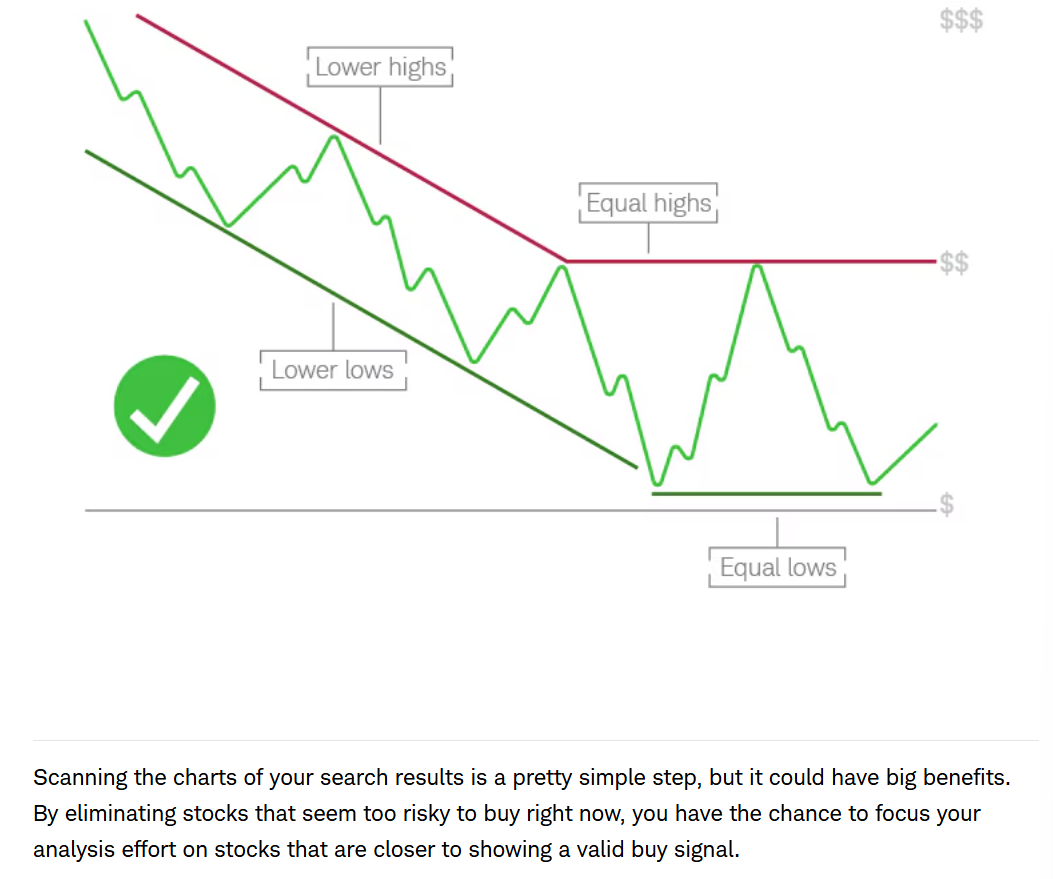 $$$
Lower highs
Equal highs
$$
Lower lows
$
Equal lows
Scanning the charts of your search results is a pretty simple step, but it could have big benefits.
By eliminating stocks that seem too risky to buy right now, you have the chance to focus your
analysis effort on stocks that are closer to showing a valid buy signal.